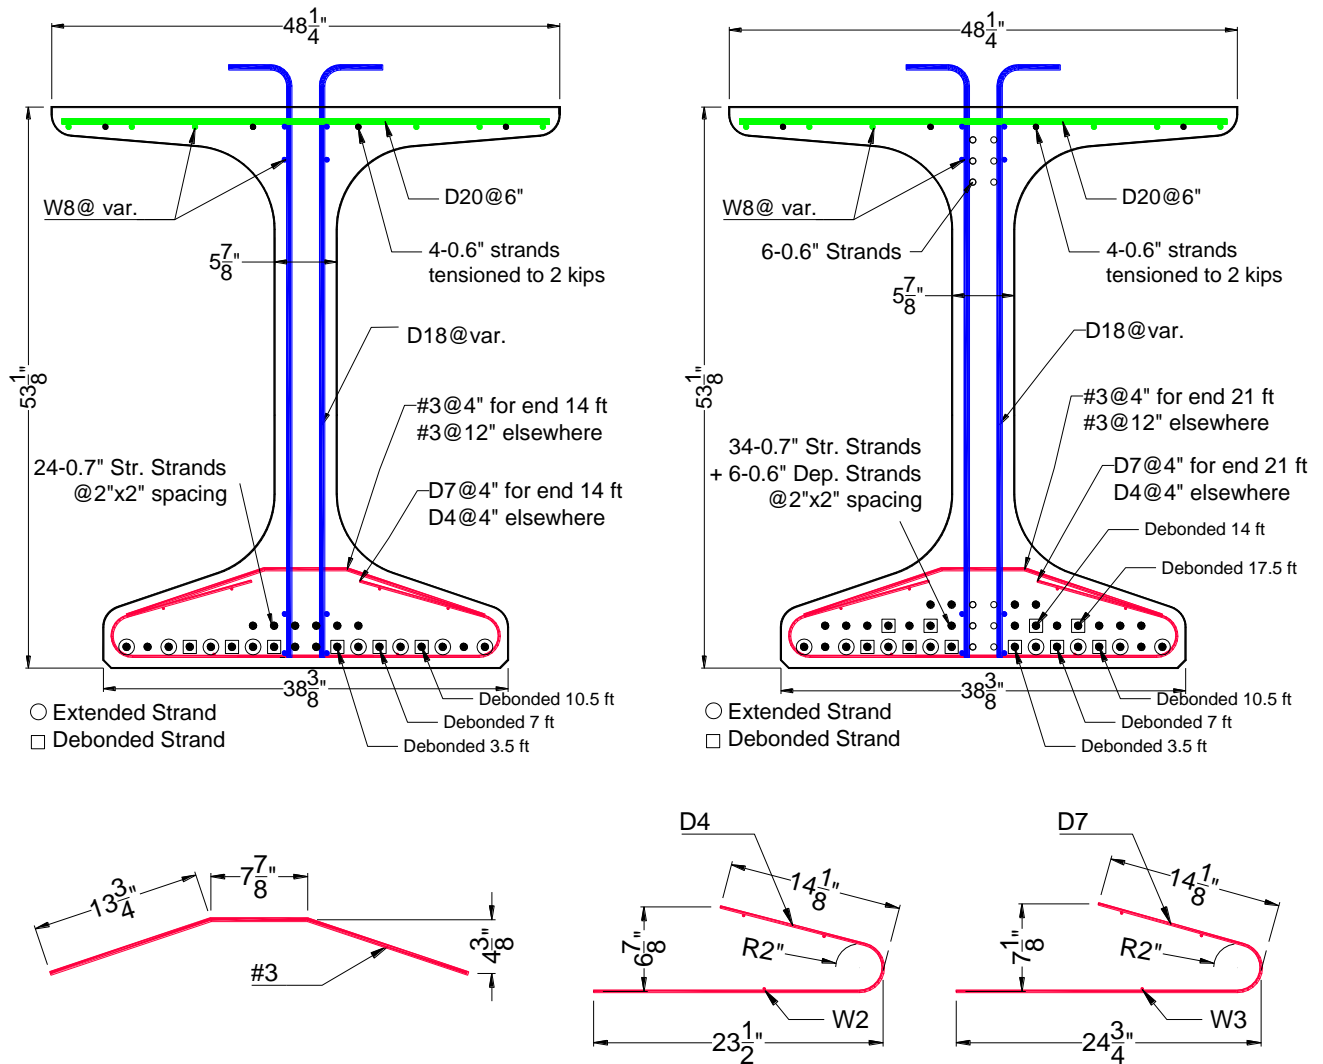 48 1/4"
W8@ var.
D20@6"
4-0.6" strands
tensioned to 2 kips
5 7/8"
D18@var.
53 1/8"
#3@4" for end 14 ft
#3@12" elsewhere
24-0.7" Str. Strands
@2"x2" spacing
D7@4" for end 14 ft
D4@4" elsewhere
38 3/8"
Debonded 10.5 ft
Debonded 7 ft
Debonded 3.5 ft
Extended Strand
Debonded Strand
48 1/4"
W8@ var.
D20@6"
6-0.6" Strands
4-0.6" strands
tensioned to 2 kips
5 7/8"
D18@var.
53 1/8"
#3@4" for end 21 ft
#3@12" elsewhere
34-0.7" Str. Strands
+ 6-0.6" Dep. Strands
@2"x2" spacing
D7@4" for end 21 ft
D4@4" elsewhere
Debonded 14 ft
Debonded 17.5 ft
38 3/8"
Debonded 10.5 ft
Debonded 7 ft
Debonded 3.5 ft
Extended Strand
Debonded Strand
13 3/4"
7 7/8"
4 3/8"
#3
D4
14 1/8"
6 7/8"
R2"
W2
23 1/2"
D7
14 1/8"
7 1/8"
R2"
W3
24 3/4"